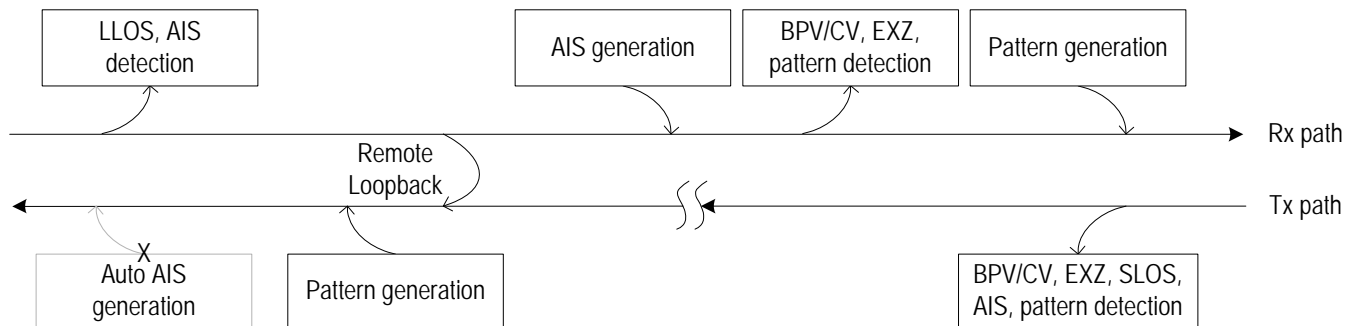 LLOS, AIS
detection
AIS generation
BPV/CV, EXZ,
pattern detection
Pattern generation
Rx path
Remote
Loopback
Tx path
X
Auto AIS
generation
Pattern generation
BPV/CV, EXZ, SLOS,
AIS, pattern detection